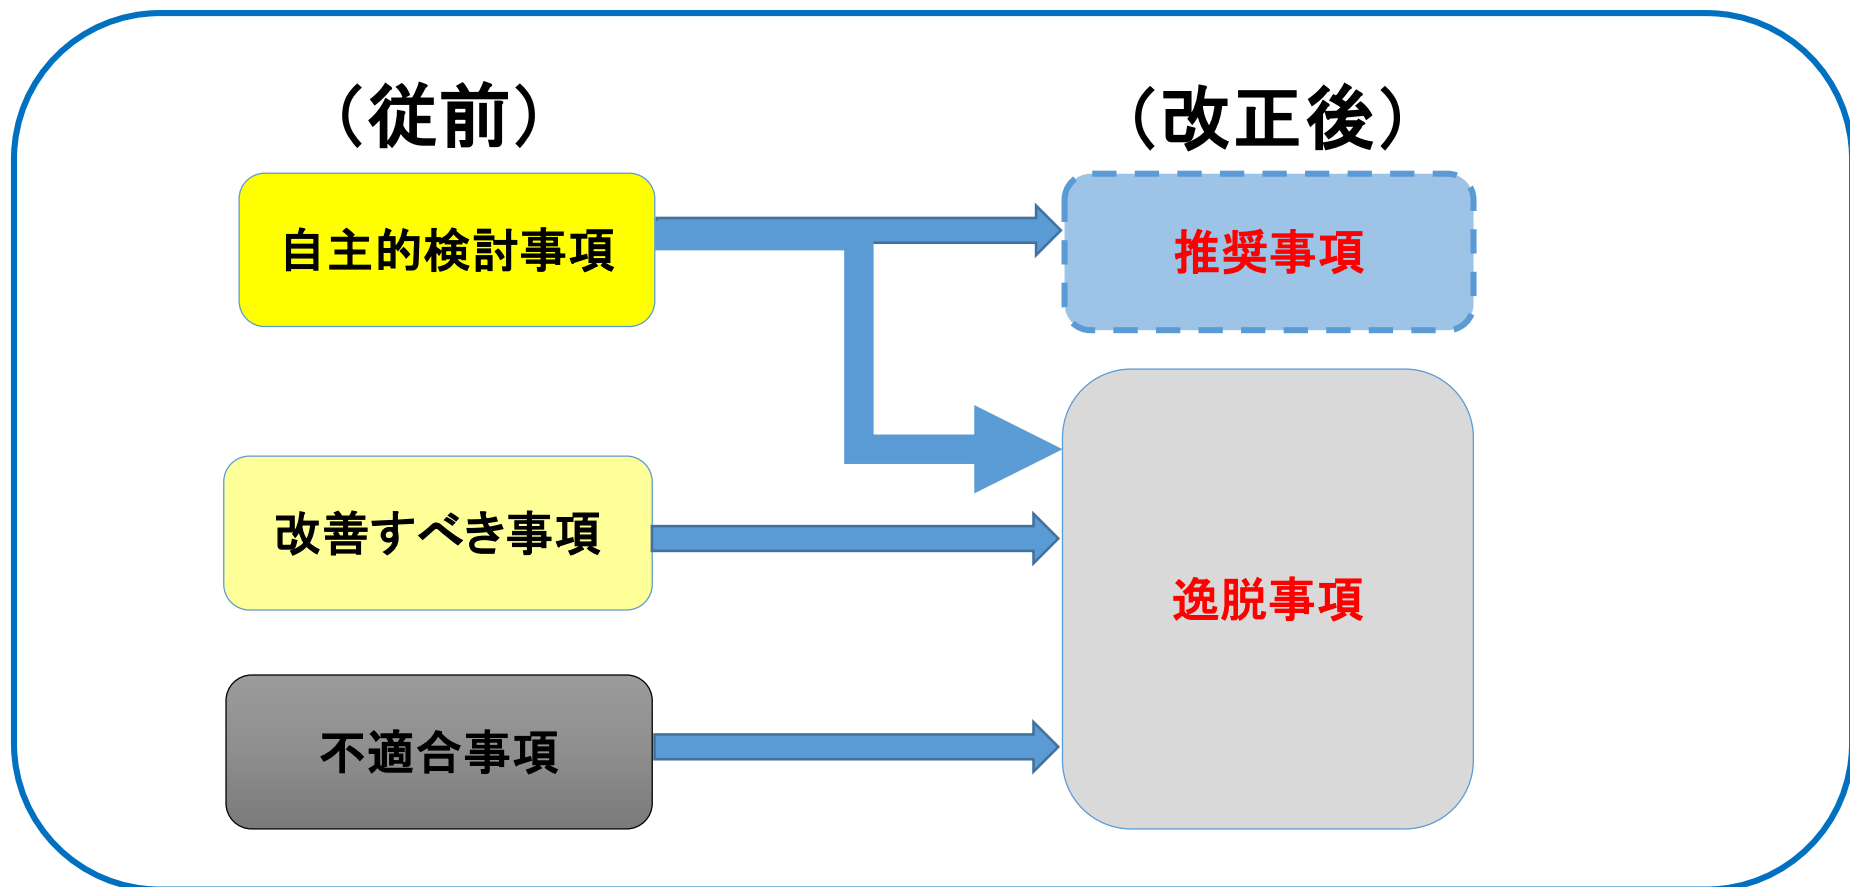 （従前）
（改正後）
自主的検討事項
推奨事項
改善すべき事項
逸脱事項
不適合事項